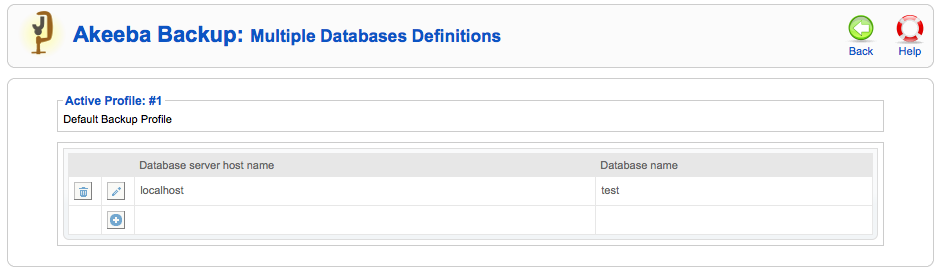 Akeeba Backup: Multiple Databases Definitions
Back
Help
Active Profile: #1
Default Backup Profile
Database server host name
Database name
localhost
test